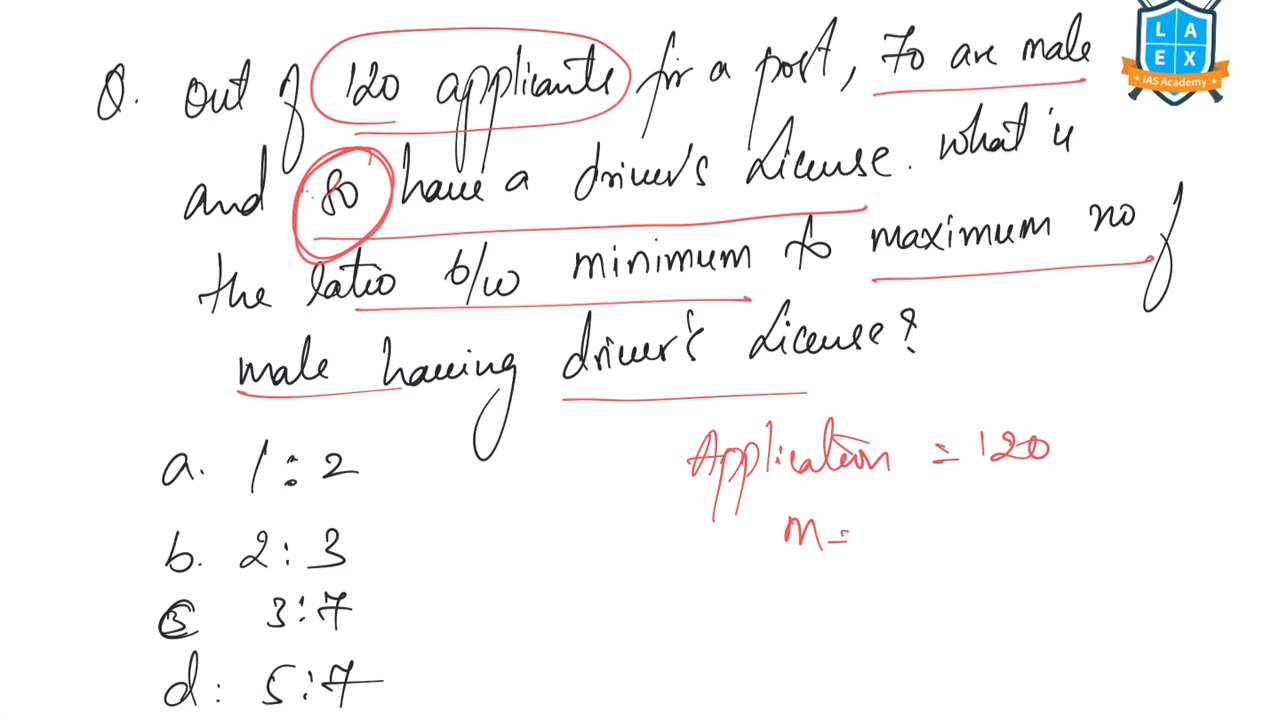 LA
EX
IAS Academy
Q. out of 120 applicants for a post, 70 are male
and 80 have a driver's License. What is
the ratio b/w minimum to maximum no of
male having driver's License?
a. 1:2
b. 2:3
c 3:7
d: 5:7
Application = 120
M =